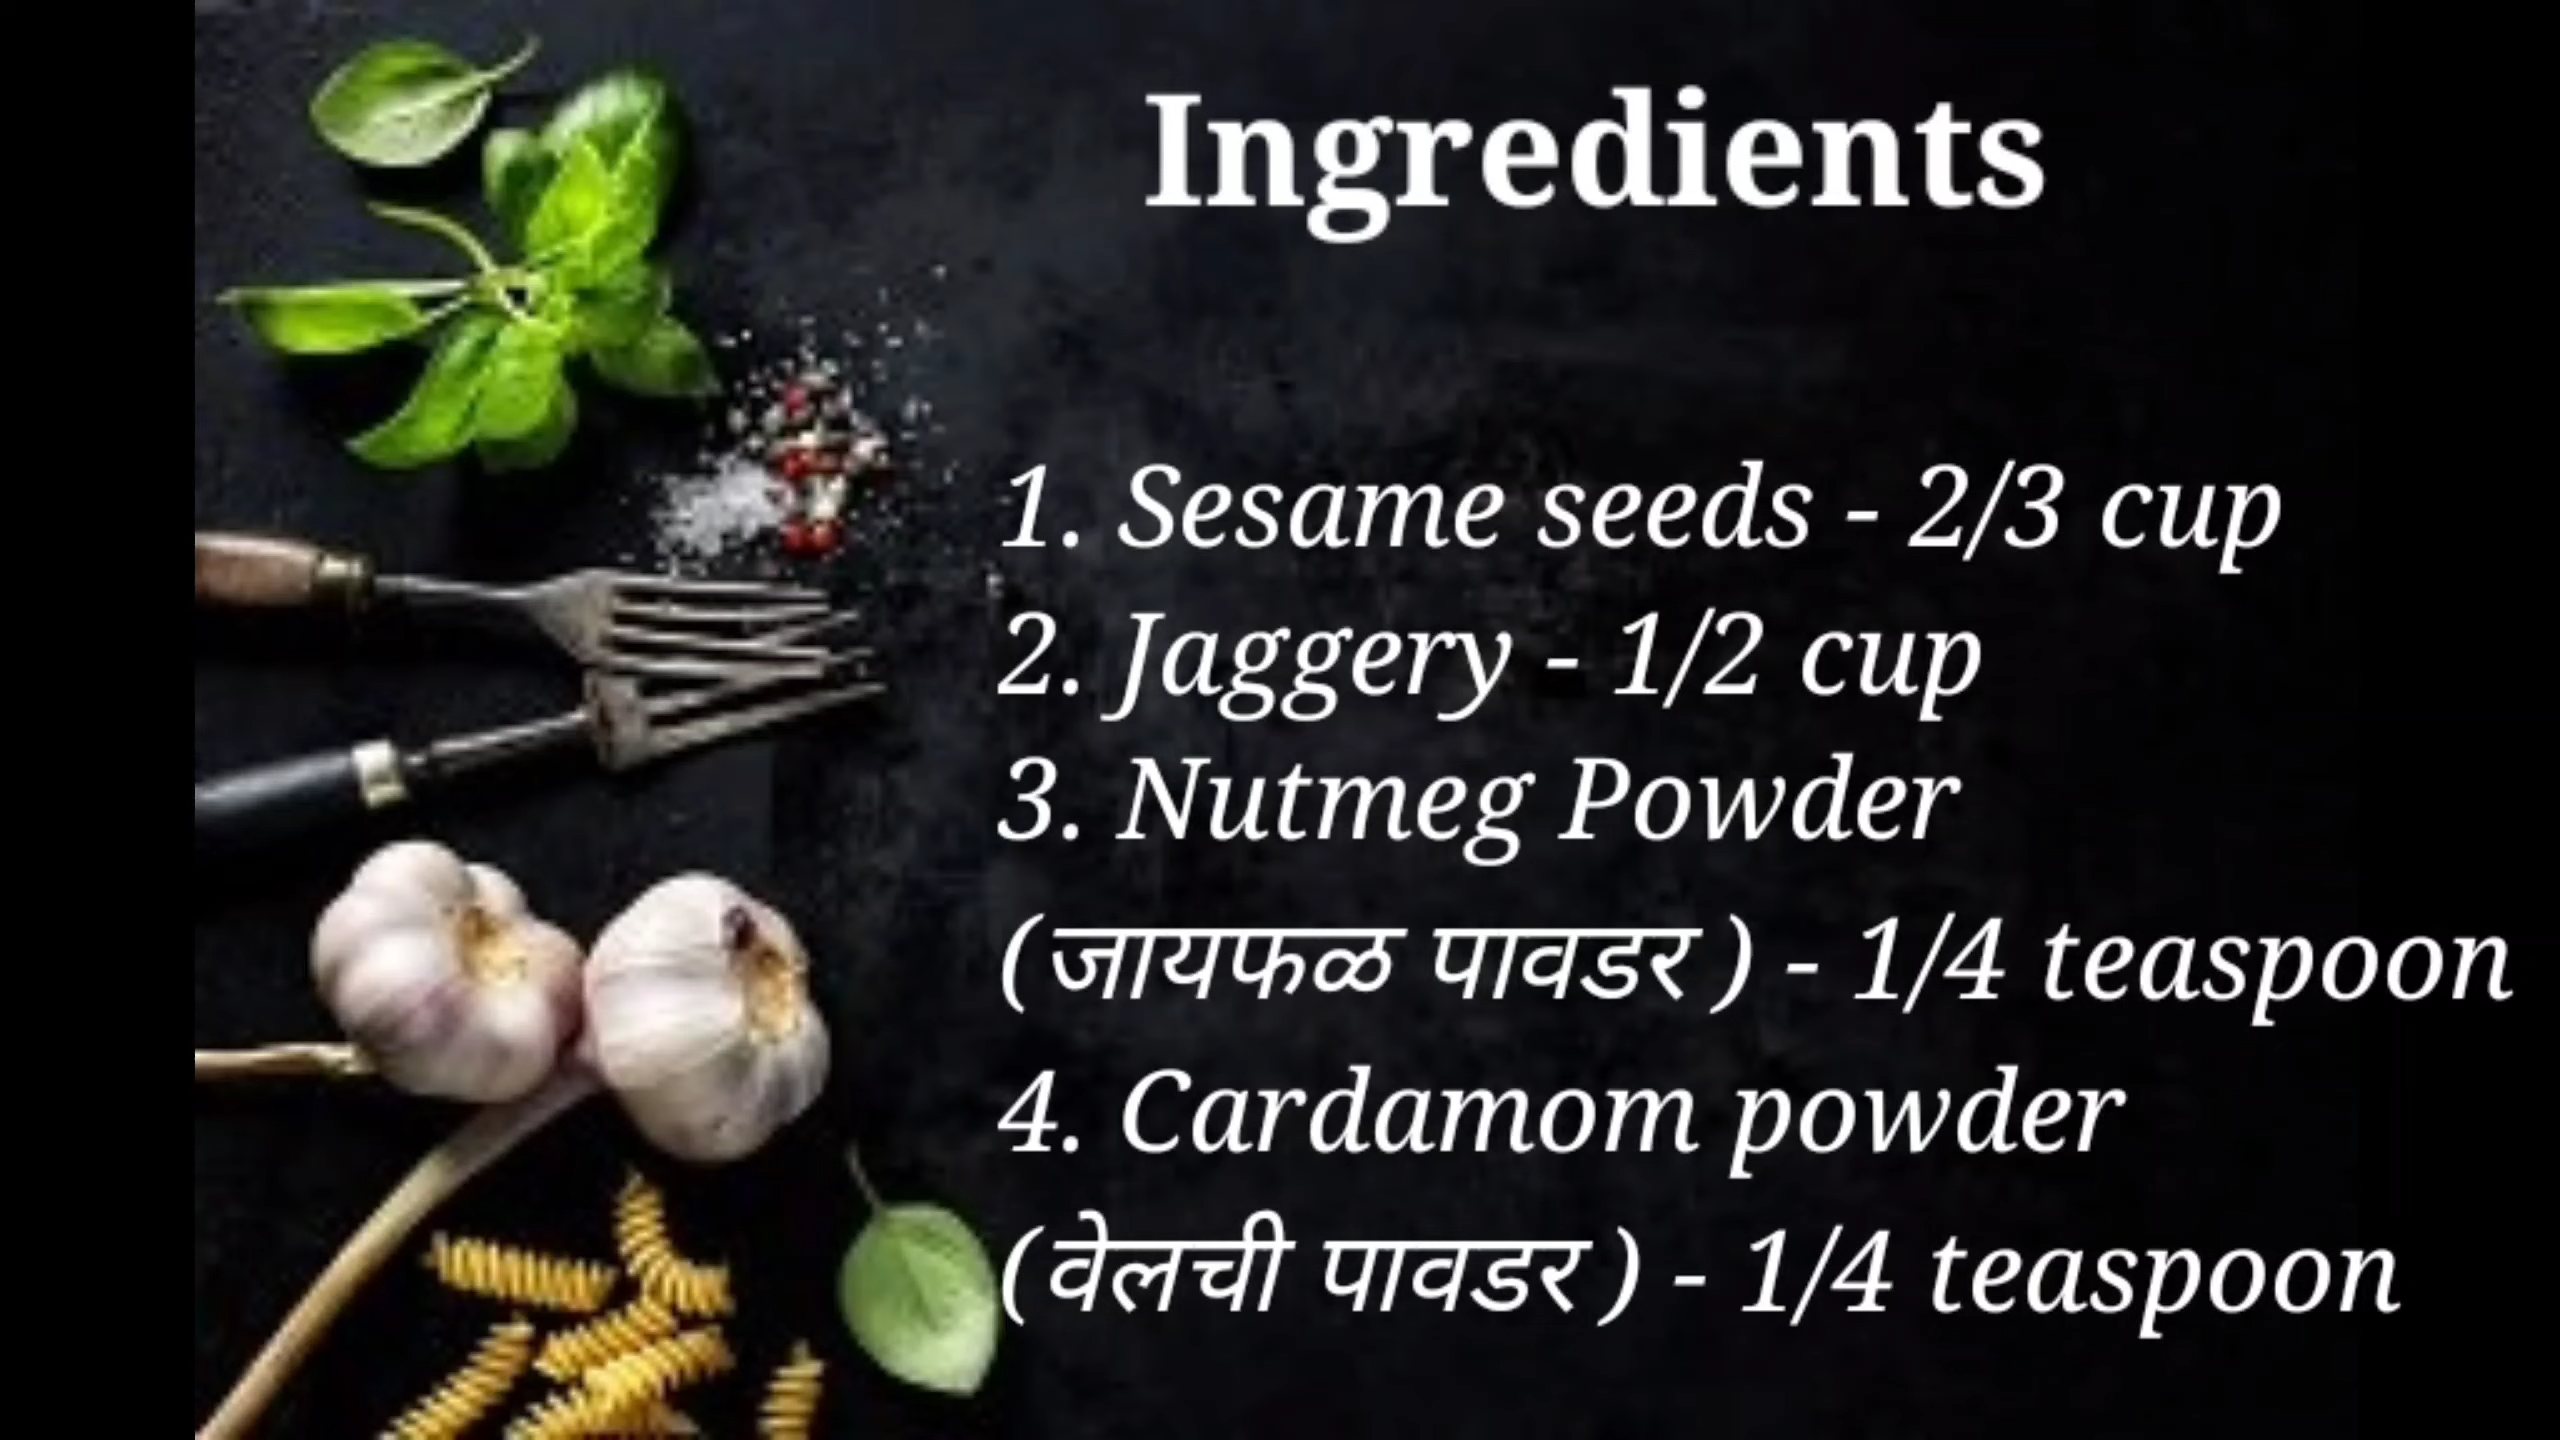 Ingredients
1. Sesame seeds - 2/3 cup
2. Jaggery - 1/2 cup
3. Nutmeg Powder
(जायफळ पावडर) - 1/4 teaspoon
4. Cardamom powder
(वेलची पावडर) - 1/4 teaspoon